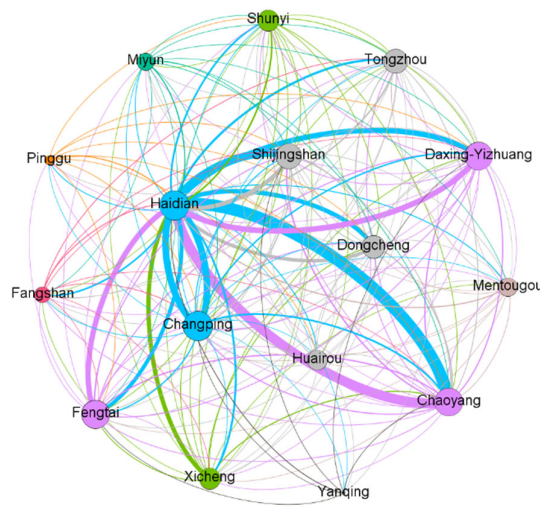 Shunyi
Miyun
Tongzhou
Pinggu
Shijingshan
Daxing-Yizhuang
Haidian
Dongcheng
Fangshan
Mentougou
Changping
Huairou
Chaoyang
Fengtai
Xicheng
Yanqing